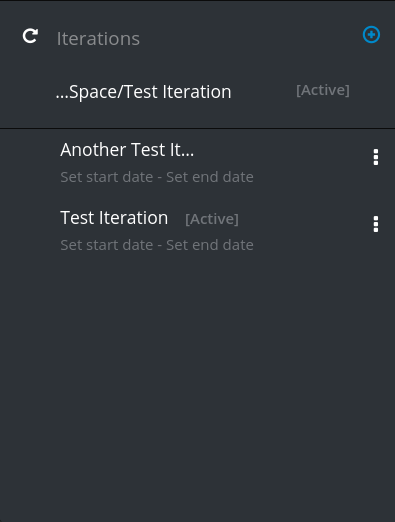 Iterations
...Space/Test Iteration [Active]
Another Test It...
Set start date - Set end date
Test Iteration [Active]
Set start date - Set end date